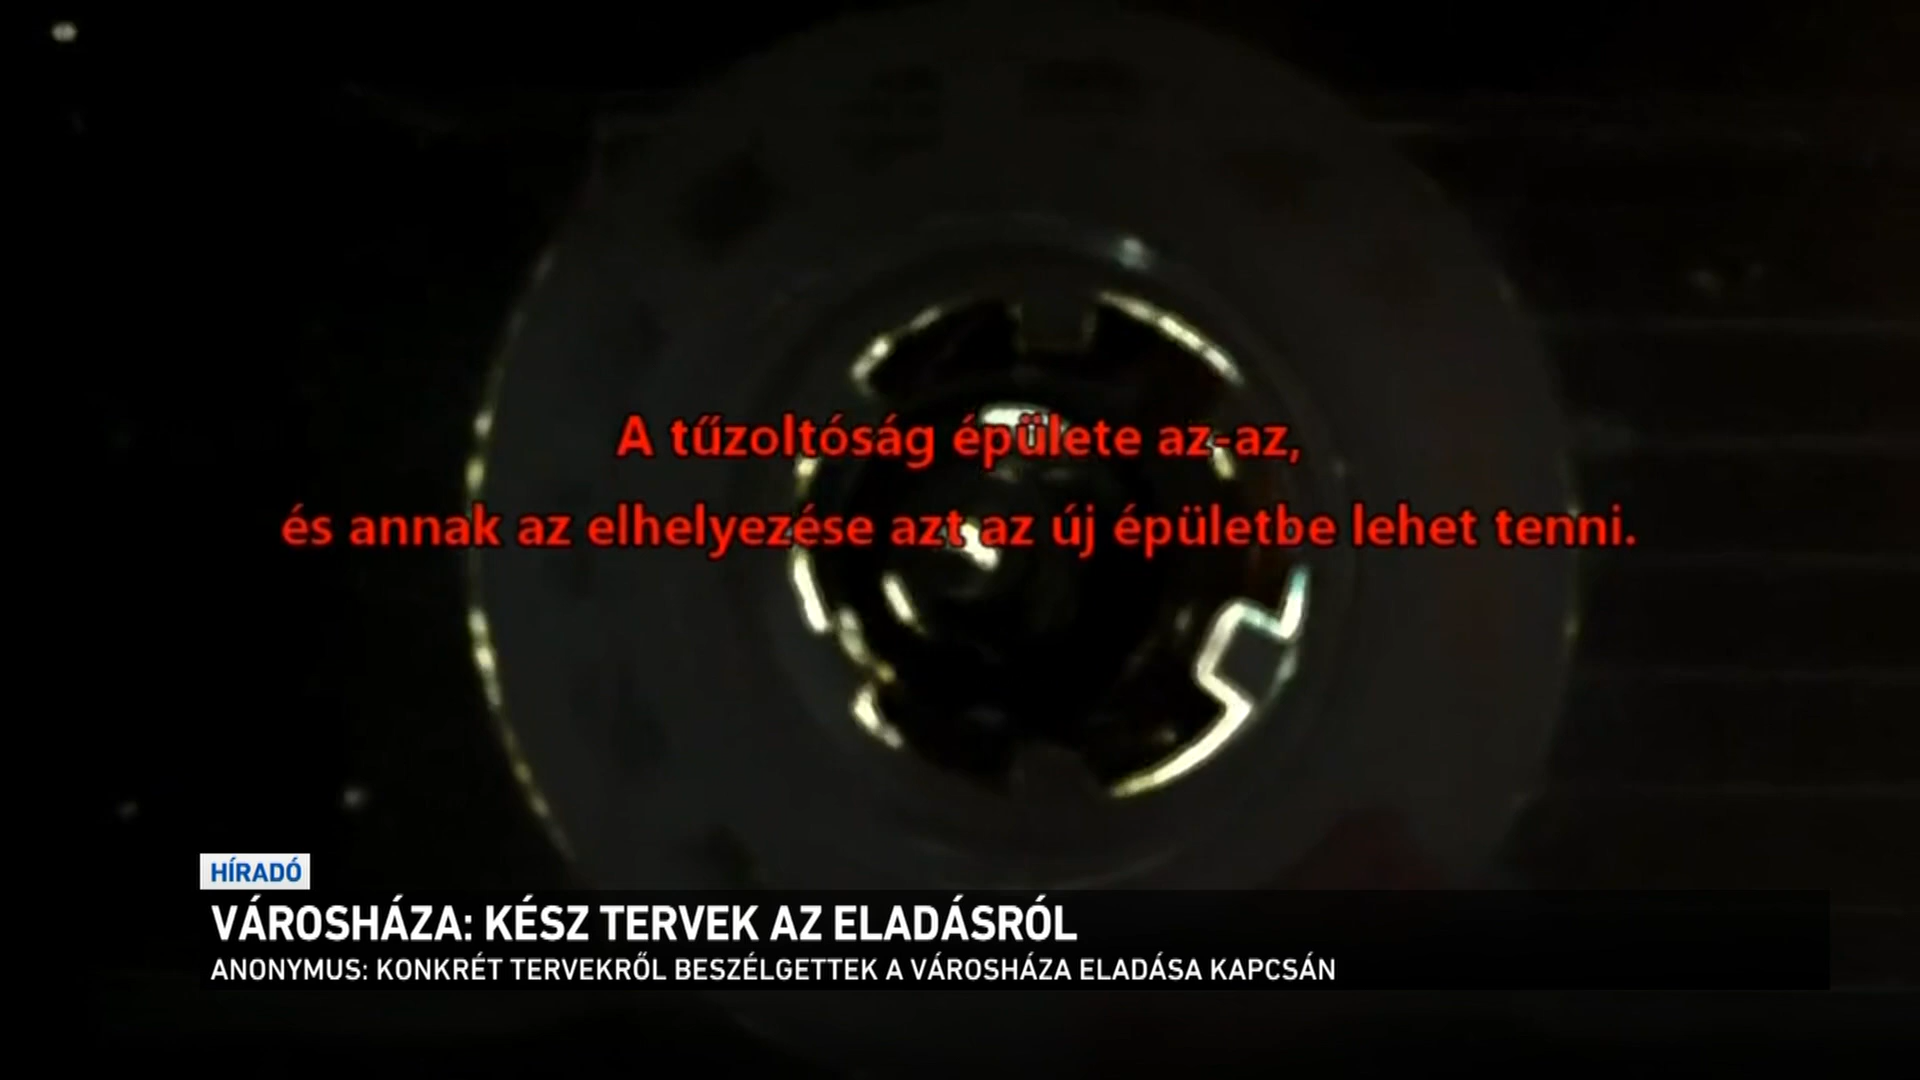 A tűzoltóság épülete az-az,
és annak az elhelyezése azt az új épületbe lehet tenni.
HÍRADÓ
VÁROSHÁZA: KÉSZ TERVEK AZ ELADÁSRÓL
ANONYMUS: KONKRÉT TERVEKRŐL BESZÉLGETTEK A VÁROSHÁZA ELADÁSA KAPCSÁN